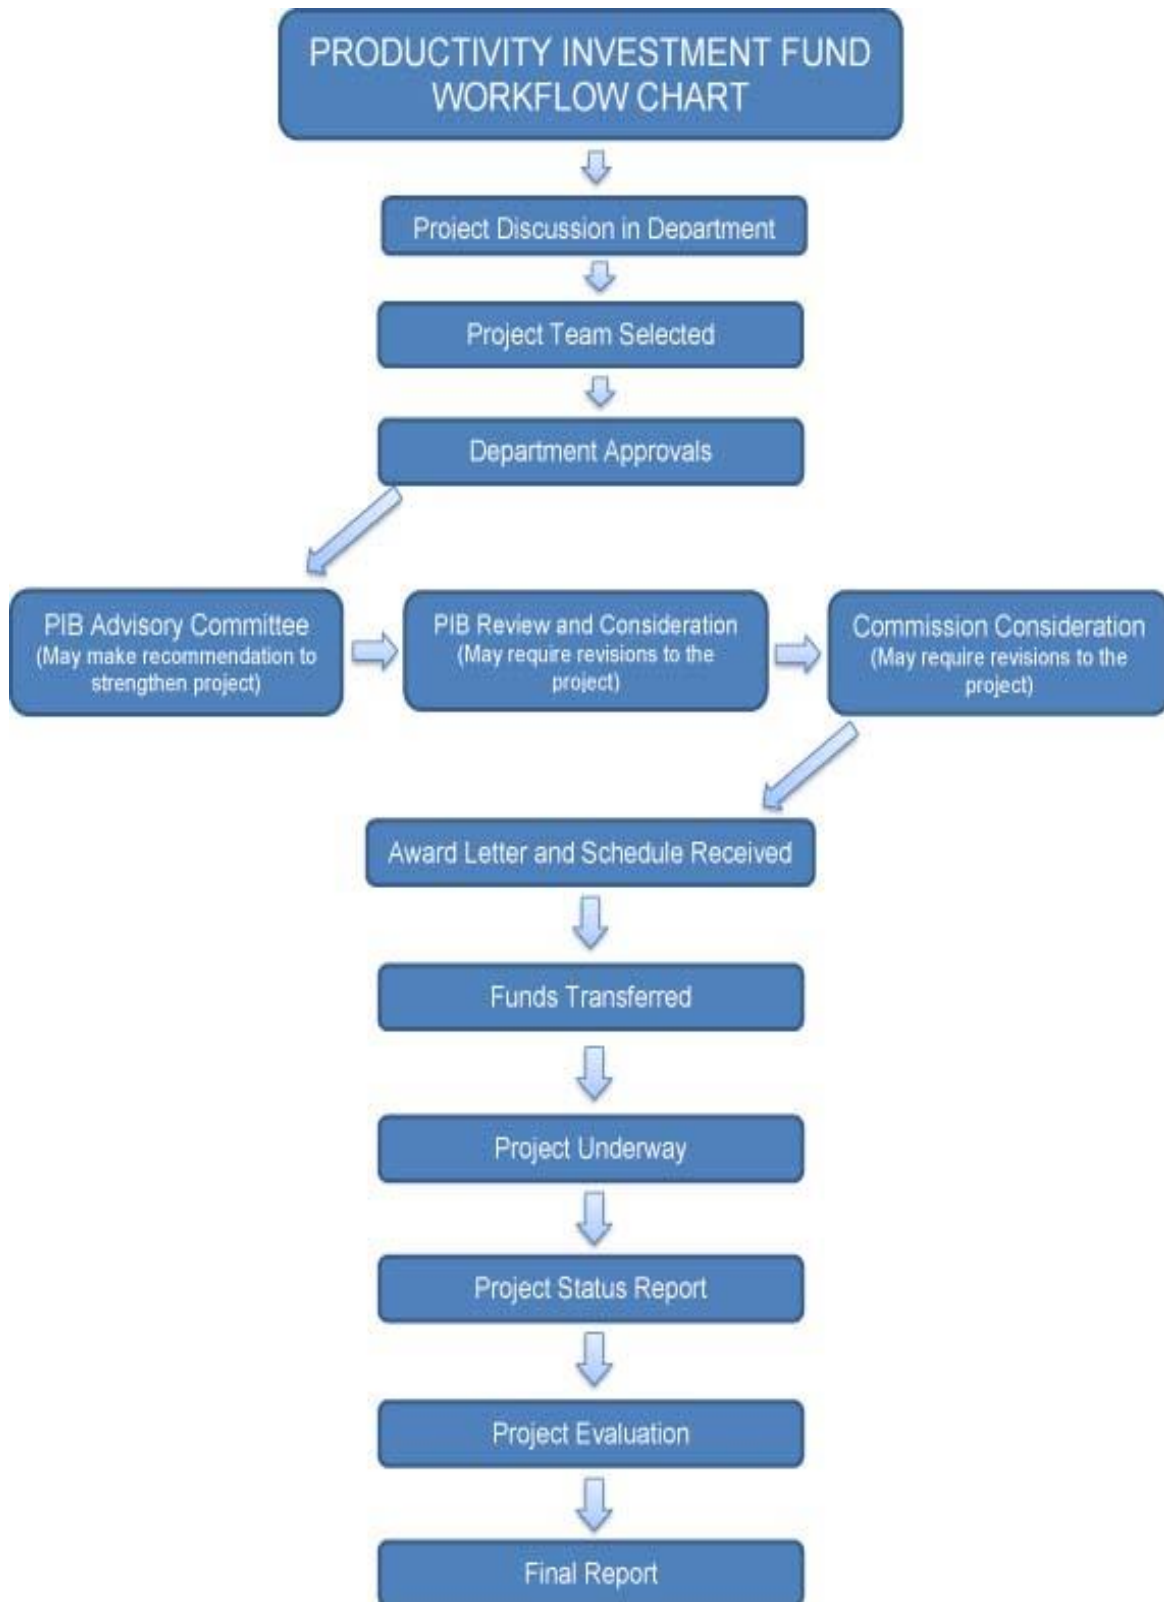 PRODUCTIVITY INVESTMENT FUND
WORKFLOW CHART
Project Discussion in Department
Project Team Selected
Department Approvals
PIB Advisory Committee
(May make recommendation to
strengthen project)
PIB Review and Consideration
(May require revisions to the
project)
Commission Consideration
(May require revisions to the
project)
Award Letter and Schedule Received
Funds Transferred
Project Underway
Project Status Report
Project Evaluation
Final Report